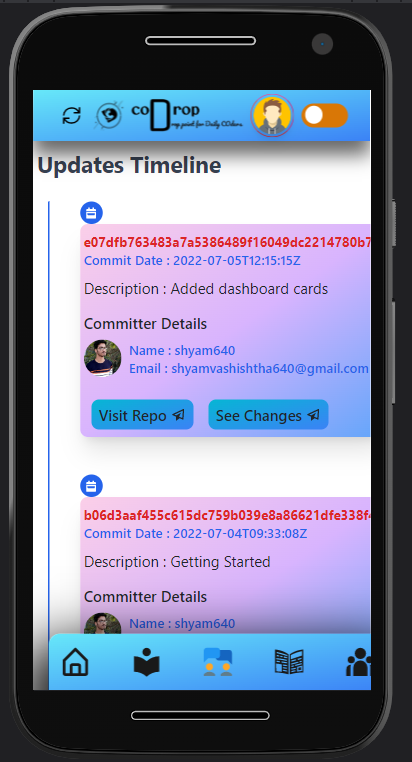 coDrop
my point for Daily COders
Updates Timeline
e07dfb763483a7a5386489f16049dc2214780b7
Commit Date : 2022-07-05T12:15:15Z
Description : Added dashboard cards
Committer Details
Name : shyam640
Email : shyamvashishtha640@gmail.com
Visit Repo
See Changes
b06d3aaf455c615dc759b039e8a86621dfe338f4
Commit Date : 2022-07-04T09:33:08Z
Description : Getting Started
Committer Details
Name : shyam640